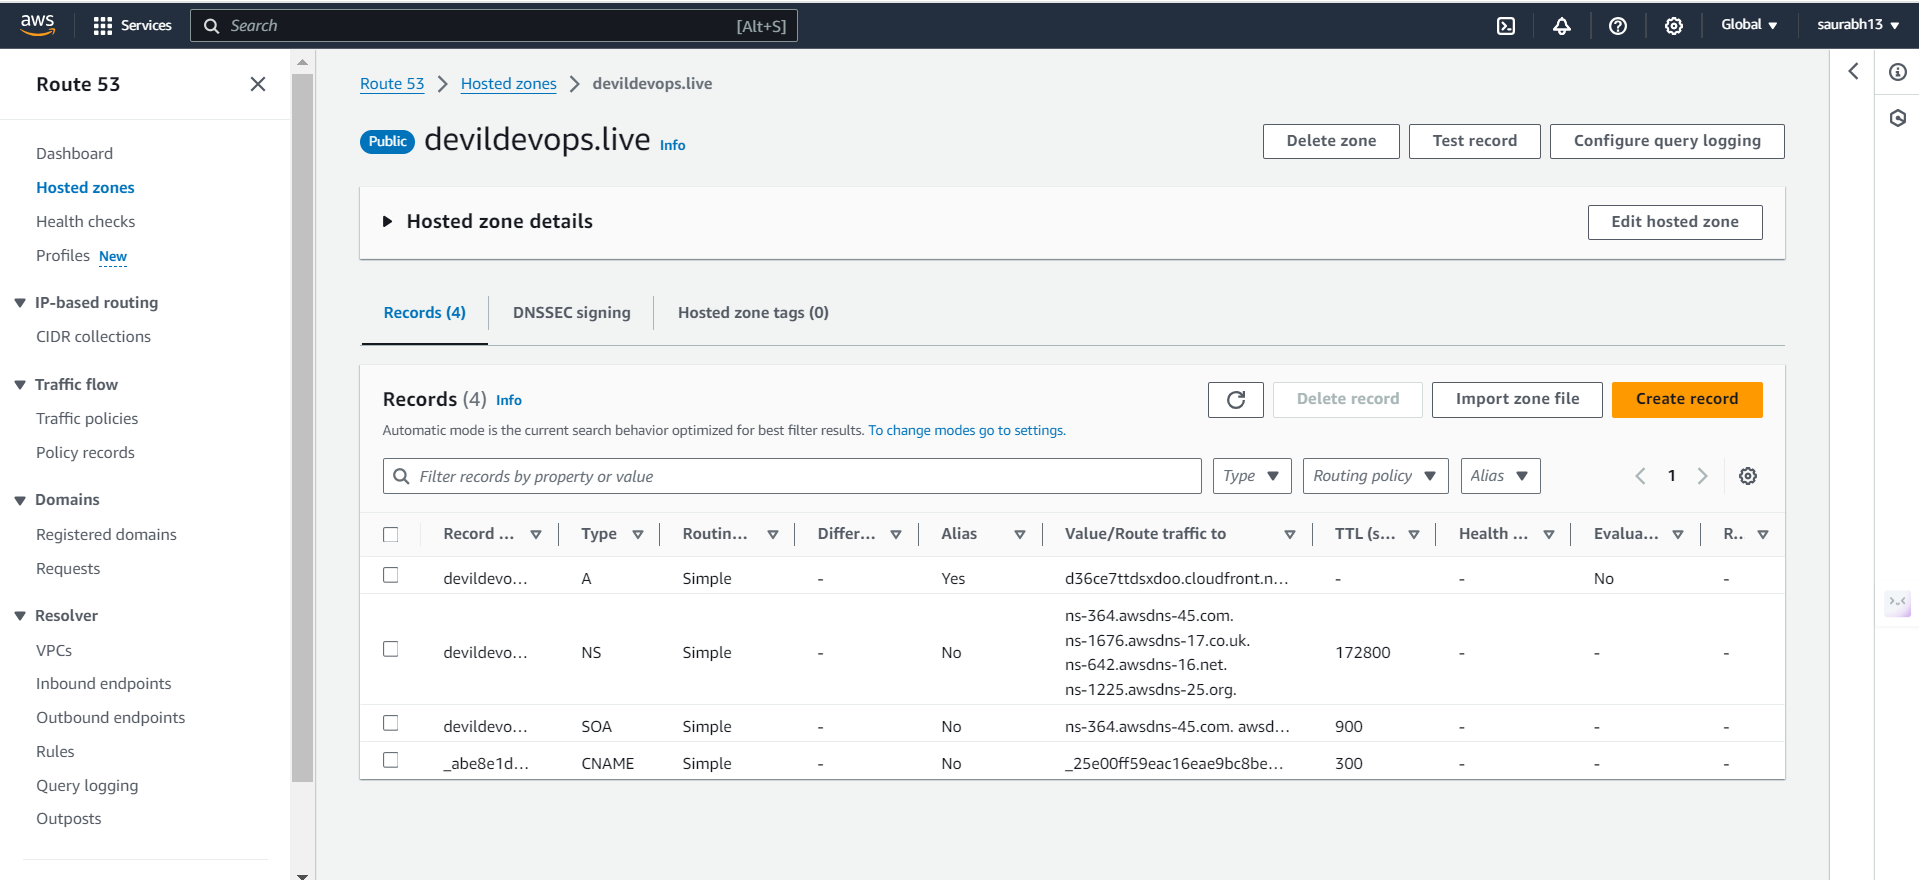 aws
Services
Search
[Alt+S]
Global
saurabh13
Route 53
Dashboard
Hosted zones
Health checks
Profiles New
IP-based routing
CIDR collections
Traffic flow
Traffic policies
Policy records
Domains
Registered domains
Requests
Resolver
VPCs
Inbound endpoints
Outbound endpoints
Rules
Query logging
Outposts
Route 53 > Hosted zones > devildevops.live
Public devildevops.live Info
Delete zone
Test record
Configure query logging
Hosted zone details
Edit hosted zone
Records (4)
DNSSEC signing
Hosted zone tags (0)
Records (4) Info
Delete record
Import zone file
Create record
Automatic mode is the current search behavior optimized for best filter results. To change modes go to settings.
Filter records by property or value
Type
Routing policy
Alias
1
Record ... Type Routin... Differ... Alias Value/Route traffic to TTL (s... Health ... Evalua... R..
devildevo... A Simple - Yes d36ce7ttdsxdoo.cloudfront.n... - - No -
ns-364.awsdns-45.com.
ns-1676.awsdns-17.co.uk.
devildevo... NS Simple - No 172800 - - -
ns-642.awsdns-16.net.
ns-1225.awsdns-25.org.
devildevo... SOA Simple - No ns-364.awsdns-45.com. awsd... 900 - - -
_abe8e1d... CNAME Simple - No _25e00ff59eac16eae9bc8be... 300 - - -